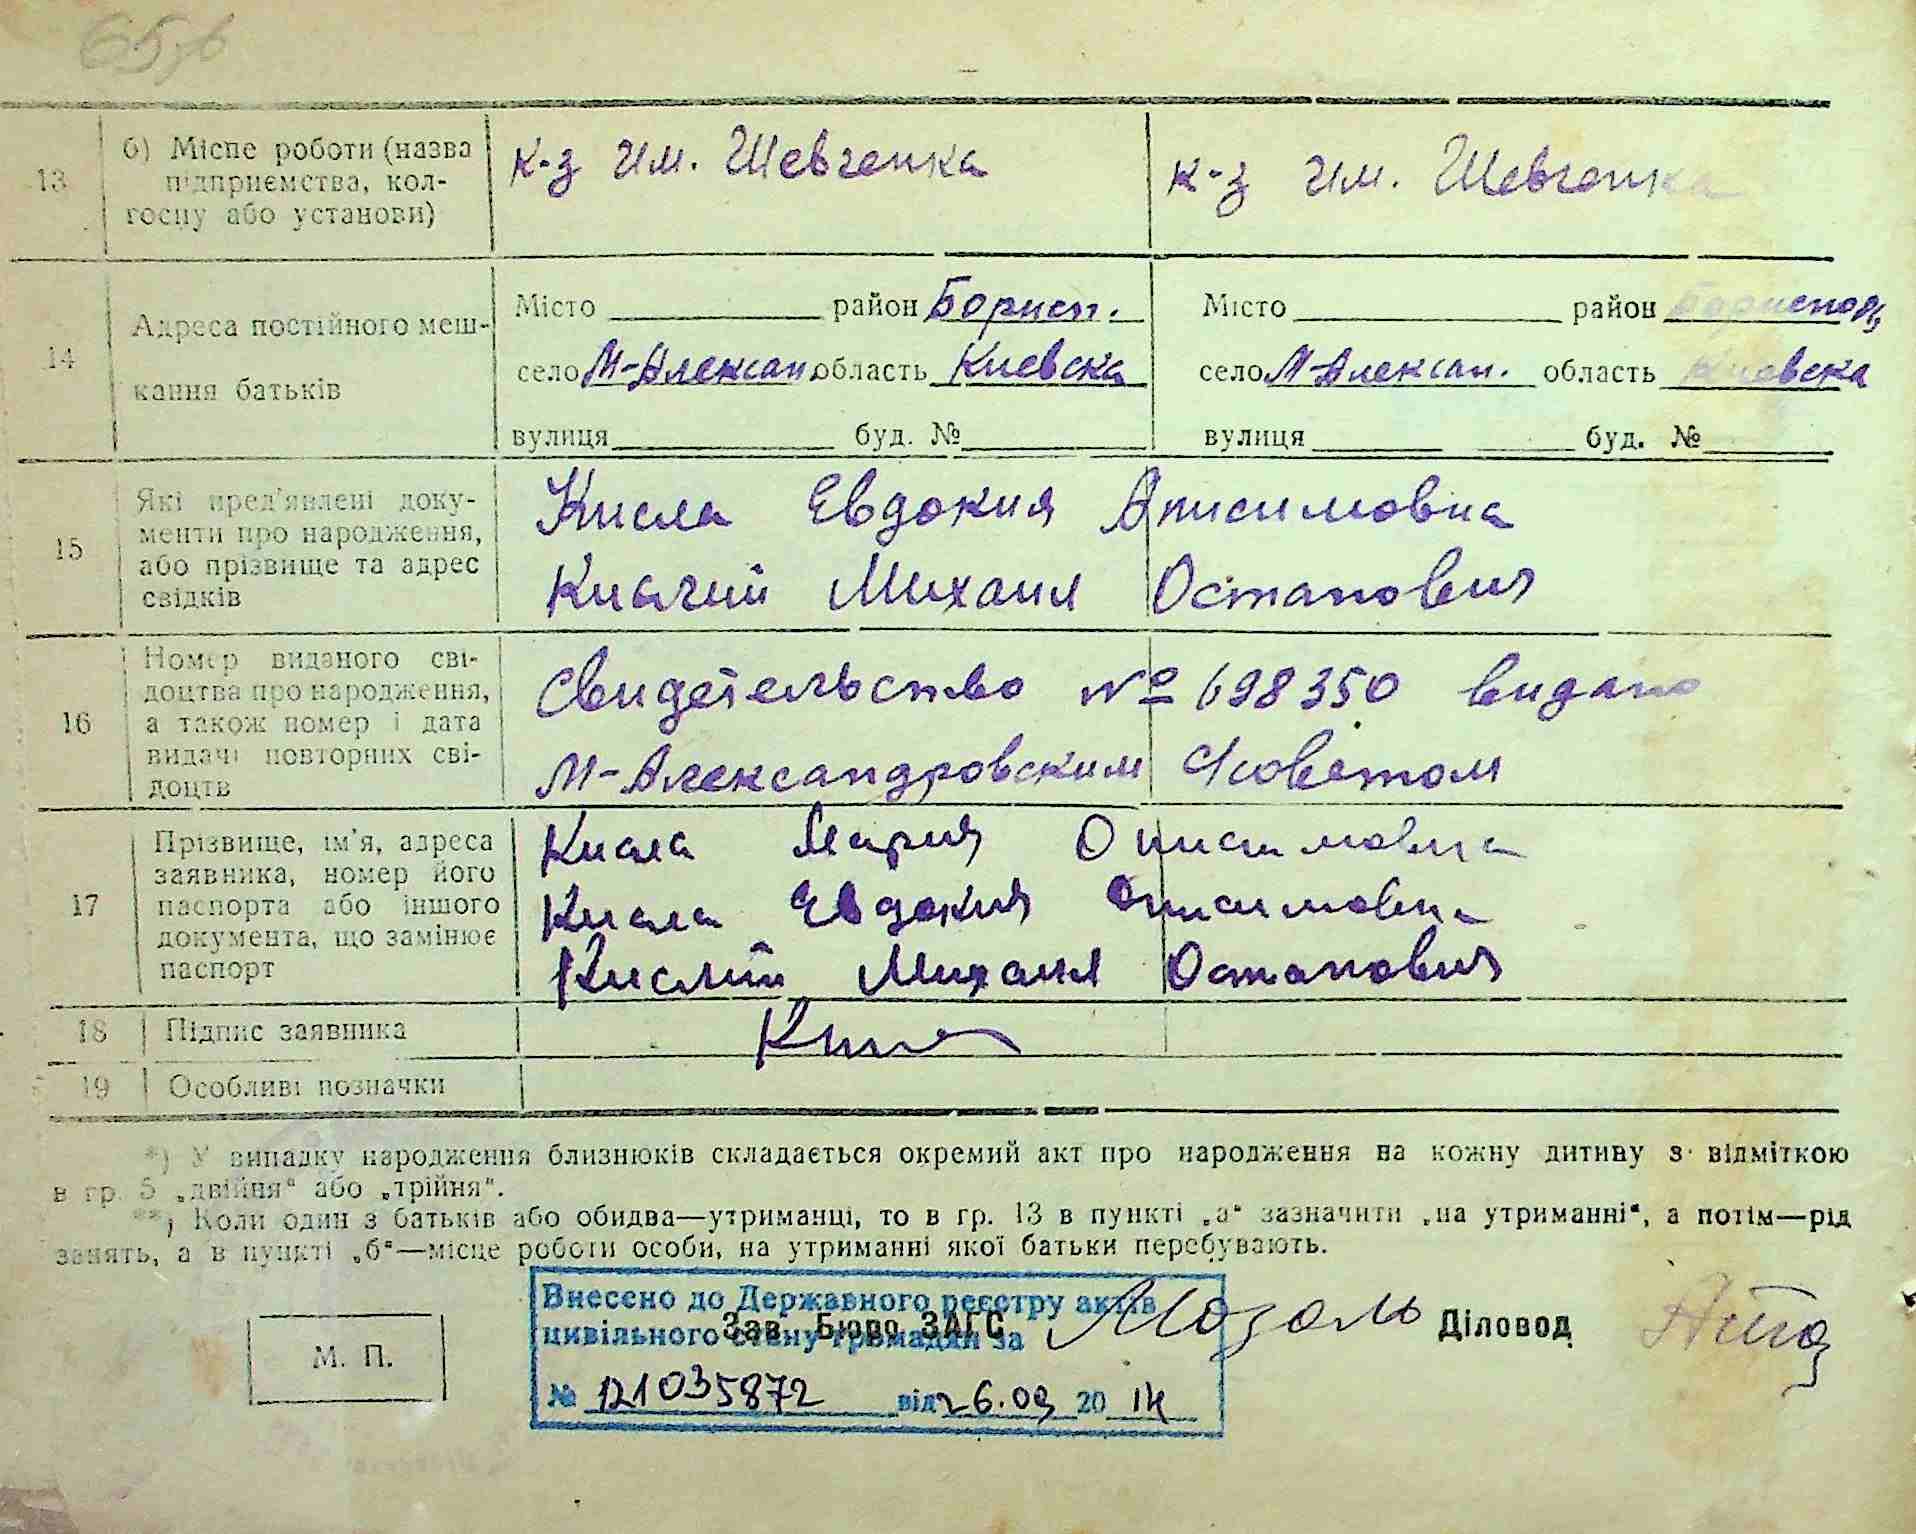 65
13
б) Місце роботи (назва
підприємства, кол-
госпу або установи)
к-з им. Шевченка
к-з им. Шевченка
14
Адреса постійного меш-
кання батьків
Місто район Борисп.
село М-Алексан. область Киевска
вулиця буд. №
Місто район Бориспол,
село М-Алексан. область Киевска
вулиця буд. №
15
Які пред'явлені доку-
менти про народження,
або прізвище та адрес
свідків
Кисла Евдокия Анисимовна
Кислий Михаил Остапович
16
Номер виданого сві-
доцтва про народження,
а також номер і дата
видачі повторних сві-
доцтв
Свидетельство № 698350 видано
М-Александровским с/советом
17
Прізвище, ім'я, адреса
заявника, номер його
паспорта або іншого
документа, що замінює
паспорт
Кисла Мария Онисимовна
Кисла Евдокия Онисимовна
Кислий Михаил Остапович
18 Підпис заявника
19 Особливі позначки
*) У випадку народження близнюків складається окремий акт про народження на кожну дитину з відміткою
в гр. 5 „двійня“ або „трійня“.
**) Коли один з батьків або обидва—утриманці, то в гр. 13 в пункті „а“ зазначити „на утриманні“, а потім—рід
занять, а в пункті „б“—місце роботи особи, на утриманні якої батьки перебувають.
М. П.
Внесено до Державного реєстру актів
цивільного стану громадян за
№ 121035872 від 26.09 20 14
Зав. Бюро ЗАГС Мозоль Діловод